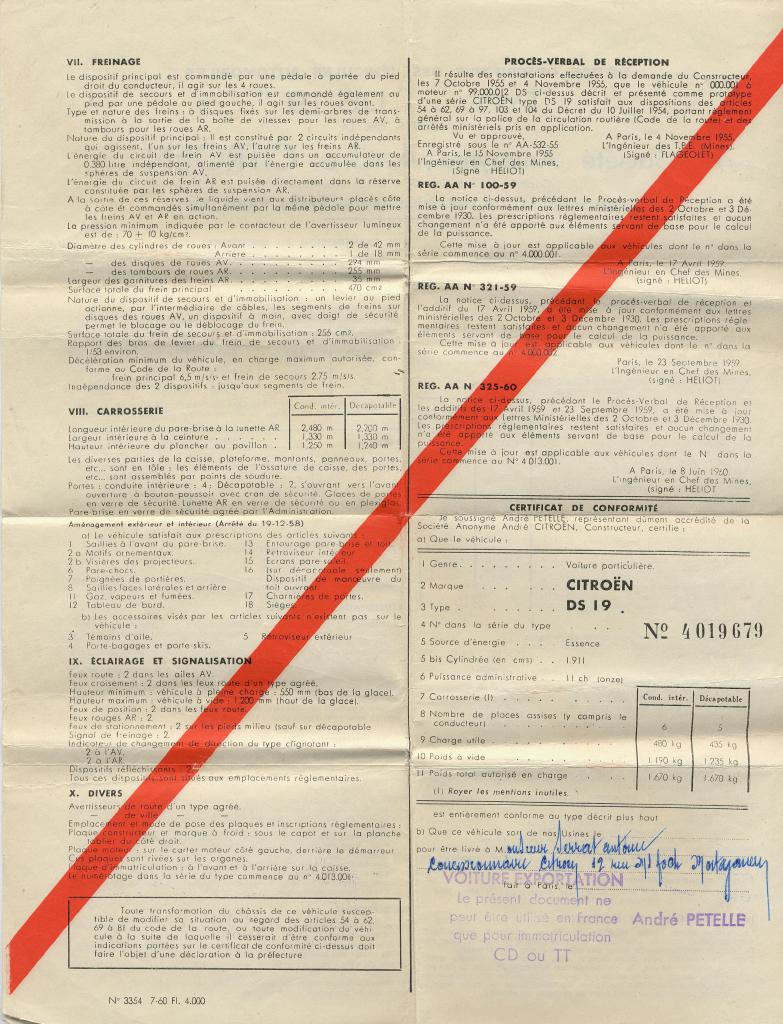 VII. FREINAGE
Le dispositif principal est commandé par une pédale à portée du pied
droit du conducteur, il agit sur les 4 roues.
Le dispositif de secours et d'immobilisation est commandé également au
pied par une pédale au pied gauche, il agit sur les roues avant.
Type et nature des freins : à disques fixés sur les demi-arbres de trans-
mission à la sortie de la boîte de vitesses pour les roues AV, à
tambours pour les roues AR.
Nature du dispositif principal : Il est constitué par 2 circuits indépendants
qui agissent, l'un sur les freins AV, l'autre sur les freins AR.
L'énergie du circuit de frein AV est puisée dans un accumulateur de
0,380 litre indépendant, alimenté par l'énergie accumulée dans les
sphères de suspension AV.
L'énergie du circuit de frein AR est puisée directement dans la réserve
constituée par les sphères de suspension AR.
A la sortie de ces réserves, le liquide vient aux distributeurs placés côte
à côte et commandés simultanément par la même pédale pour mettre
les freins AV et AR en action.
La pression minimum indiquée par le contacteur de l'avertisseur lumineux
est de : 70 + 10 kg/cm².
Diamètre des cylindres de roues : Avant . . . 2 de 42 mm
Arrière . . . 1 de 18 mm
— des disques de roues AV. . . . 294 mm
— des tambours de roues AR. . . . 255 mm
Largeur des garnitures des freins AR. . . . 35 mm
Surface totale du frein principal . . . 470 cm2
Nature du dispositif de secours et d'immobilisation : un levier au pied
actionne, par l'intermédiaire de câbles, les segments de freins sur
disques des roues AV, un dispositif à main, avec doigt de sécurité
permet le blocage ou le déblocage du frein.
Surface totale du frein de secours et d'immobilisation : 256 cm².
Rapport des bras de levier du frein de secours et d'immobilisation :
1/53 environ.
Décélération minimum du véhicule, en charge maximum autorisée, con-
forme au Code de la Route :
frein principal 6,5 m/s/s et frein de secours 2,75 m/s/s.
Indépendance des 2 dispositifs : jusqu'aux segments de frein.
VIII. CARROSSERIE
Cond. intér. Décapotable
Longueur intérieure du pare-brise à la lunette AR 2,480 m 2,200 m
Largeur intérieure à la ceinture . . . 1,330 m 1,330 m
Hauteur intérieure du plancher au pavillon . . 1,250 m 1,240 m
Les diverses parties de la caisse, plateforme, montants, panneaux, portes,
etc... sont en tôle ; les éléments de l'ossature de caisse, des portes,
etc... sont assemblés par points de soudure.
Portes : conduite intérieure : 4 ; Décapotable : 2, s'ouvrant vers l'avant
ouverture à bouton-poussoir avec cran de sécurité. Glaces de portes
en verre de sécurité. Lunette AR en verre de sécurité ou en plexiglas.
Pare-brise en verre de sécurité agréé par l'Administration.
Aménagement extérieur et intérieur (Arrêté du 19-12-58)
a) le véhicule satisfait aux prescriptions des articles suivants :
1 Saillies à l'avant du pare-brise. 13 Entourage pare-brise et toit.
2 a Motifs ornementaux. 14 Rétroviseur intérieur
2 b Visières des projecteurs. 15 Ecrans pare-soleil.
6 Pare-chocs. 16 (sur décapotable seulement)
7 Poignées de portières. Dispositif de manœuvre du
8 Saillies faces latérales et arrière toit ouvrant.
11 Gaz, vapeurs et fumées. 17 Charnières de portes.
12 Tableau de bord. 18 Sièges.
b) Les accessoires visés par les articles suivants n'existent pas sur le
véhicule :
3 Témoins d'aile. 5 Rétroviseur extérieur
4 Porte-bagages et porte-skis.
IX. ÉCLAIRAGE ET SIGNALISATION
Feux route : 2 dans les ailes AV.
Feux croisement : 2 dans les feux route d'un type agréé.
Hauteur minimum : véhicule à pleine charge : 550 mm (bas de la glace).
Hauteur maximum : véhicule à vide : 1.200 mm (haut de la glace).
Feux de position : 2 dans les feux route.
Feux rouges AR : 2.
Feux de stationnement : 2 sur les pieds milieu (sauf sur décapotable
Signal de freinage : 2.
Indicateur de changement de direction du type clignotant :
2 à l'AV.
2 à l'AR.
Dispositifs réfléchissants : 2.
Tous ces dispositifs sont situés aux emplacements réglementaires.
X. DIVERS
Avertisseurs de route d'un type agréé.
— de ville — —
Emplacement et mode de pose des plaques et inscriptions réglementaires :
Plaque constructeur et marque à froid : sous le capot et sur la planche
tablier du côté droit.
Plaque moteur : sur le carter moteur côté gauche, derrière le démarreur
Ces plaques sont rivées sur les organes.
Plaque d'immatriculation : à l'avant et à l'arrière sur la caisse.
Le numérotage dans la série du type commence au n° 4.013.001.
Toute transformation du châssis de ce véhicule suscep-
tible de modifier sa situation au regard des articles 54 à 62,
69 à 81 du code de la route, ou toute modification du véhi-
cule à la suite de laquelle il cesserait d'être conforme aux
indications portées sur le certificat de conformité ci-dessus doit
faire l'objet d'une déclaration à la préfecture.
N° 3354 7-60 Fl. 4.000
PROCÈS-VERBAL DE RÉCEPTION
Il résulte des constatations effectuées à la demande du Constructeur,
les 7 Octobre 1955 et 4 Novembre 1955, que le véhicule n° 000.001 à
moteur n° 99.000.012 DS ci-dessus décrit et présenté comme prototype
d'une série CITROËN type DS 19 satisfait aux dispositions des articles
54 à 62, 69 à 97, 103 et 104 du Décret du 10 Juillet 1954, portant règlement
général sur la police de la circulation routière (Code de la route) et des
arrêtés ministériels pris en application.
Vu et approuvé, A Paris, le 4 Novembre 1955,
Enregistré sous le n° AA-532-55 l'Ingénieur des T.P.E. (Mines).
A Paris, le 15 Novembre 1955 (Signé : FLAGEOLET)
l'Ingénieur en Chef des Mines,
(Signé : HELIOT)
REG. AA N° 100-59
La notice ci-dessus, précédant le Procès-Verbal de Réception a été
mise à jour conformément aux lettres ministérielles des 2 Octobre et 3 Dé-
cembre 1930. Les prescriptions réglementaires restent satisfaites et aucun
changement n'a été apporté aux éléments servant de base pour le calcul
de la puissance.
Cette mise à jour est applicable aux véhicules dont le n° dans la
série commence au n° 4.000.001.
A Paris, le 17 Avril 1959.
L'Ingénieur en Chef des Mines,
(signé : HELIOT)
REG. AA N° 321-59
La notice ci-dessus, précédant le procès-verbal de réception et
l'additif du 17 Avril 1959, a été mise à jour conformément aux lettres
ministérielles des 2 Octobre et 3 Décembre 1930. Les prescriptions régle-
mentaires restent satisfaites et aucun changement n'a été apporté aux
éléments servant de base pour le calcul de la puissance.
Cette mise à jour est applicable aux véhicules dont le n° dans la
série commence au n° 4.000.002.
Paris, le 23 Septembre 1959.
L'Ingénieur en Chef des Mines,
(signé : HELIOT)
REG. AA N° 325-60
La notice ci-dessus, précédant le Procès-Verbal de Réception et
les additifs des 17 Avril 1959 et 23 Septembre 1959, a été mise à jour
conformément aux Lettres Ministérielles des 2 Octobre et 3 Décembre 1930.
Les prescriptions réglementaires restent satisfaites et aucun changement
n'a été apporté aux éléments servant de base pour le calcul de la
puissance.
Cette mise à jour est applicable aux véhicules dont le N° dans la
série commence au N° 4.013.001.
A Paris, le 8 Juin 1960.
L'Ingénieur en Chef des Mines,
(signé : HELIOT
CERTIFICAT DE CONFORMITÉ
Je soussigné André PETELLE, représentant dûment accrédité de la
Société Anonyme André CITROËN, Constructeur, certifie :
a) Que le véhicule :
1 Genre . . . Voiture particulière.
2 Marque . . . CITROËN
3 Type . . . DS 19 .
4 N° dans la série du type . . . N° 4019679
5 Source d'énergie . . . Essence
5 bis Cylindrée (en cm3) . . 1.911
6 Puissance administrative . . 11 ch (onze)
7 Carrosserie (1) . . . Cond. intér. Décapotable
8 Nombre de places assises (y compris le
conducteur) . . . 6 5
9 Charge utile . . . 480 kg 435 kg
10 Poids à vide . . . 1.190 kg 1.235 kg
11 Poids total autorisé en charge . . . 1.670 kg 1.670 kg
(1) Rayer les mentions inutiles.
est entièrement conforme au type décrit plus haut
b) Que ce véhicule sort de nos Usines le
pour être livré à Monsieur Serrat Antoine
Concessionnaire Citroën 12 rue Mal Foch Mostaganem
fait à Paris, le
VOITURE EXPORTATION
Le présent document ne
peut être utilisé en France
que pour immatriculation
CD ou TT
André PETELLE